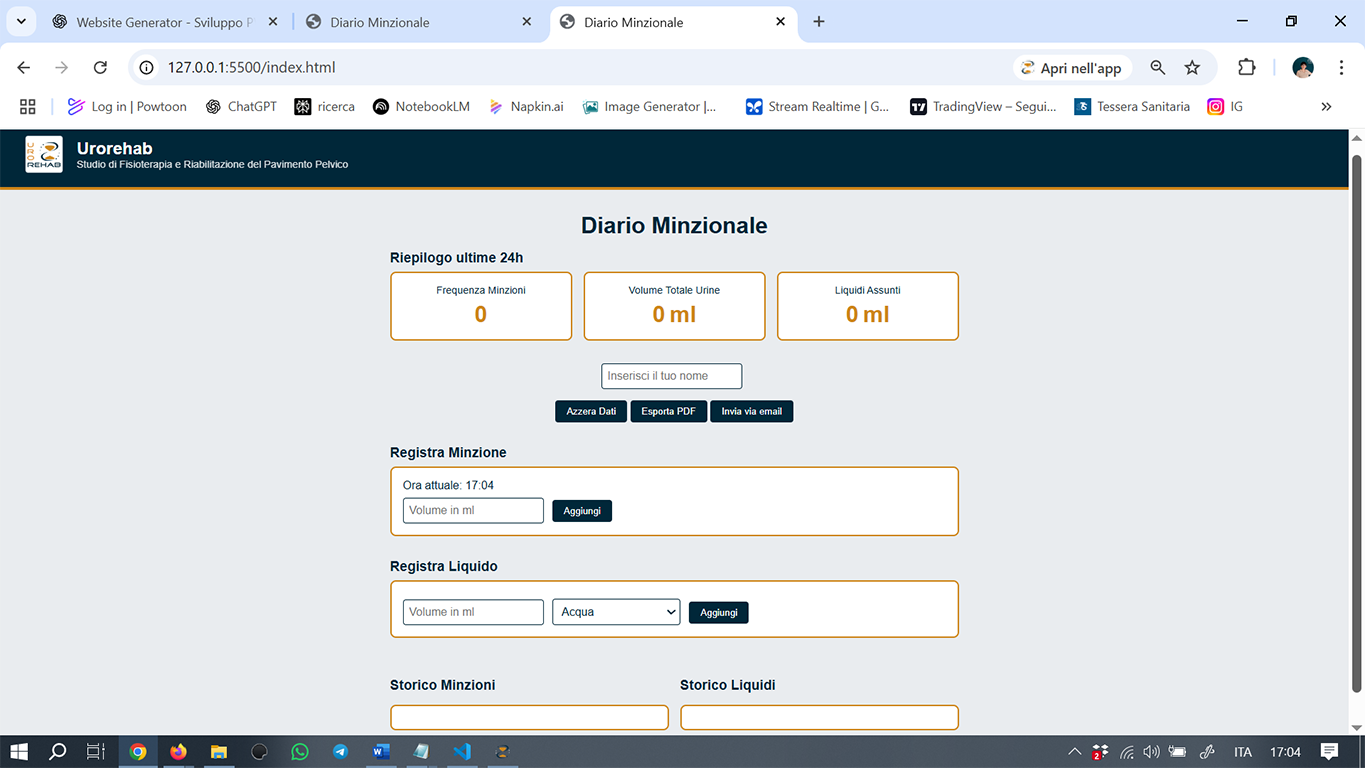 Website Generator - Sviluppo P
Diario Minzionale
Diario Minzionale
127.0.0.1:5500/index.html
Apri nell'app
Log in | Powtoon
ChatGPT
ricerca
NotebookLM
Napkin.ai
Image Generator |...
Stream Realtime | G...
TradingView – Segui...
Tessera Sanitaria
IG
URO
REHAB
Urorehab
Studio di Fisioterapia e Riabilitazione del Pavimento Pelvico
Diario Minzionale
Riepilogo ultime 24h
Frequenza Minzioni
0
Volume Totale Urine
0 ml
Liquidi Assunti
0 ml
Inserisci il tuo nome
Azzera Dati
Esporta PDF
Invia via email
Registra Minzione
Ora attuale: 17:04
Volume in ml
Aggiungi
Registra Liquido
Volume in ml
Acqua
Aggiungi
Storico Minzioni
Storico Liquidi
2
ITA
17:04